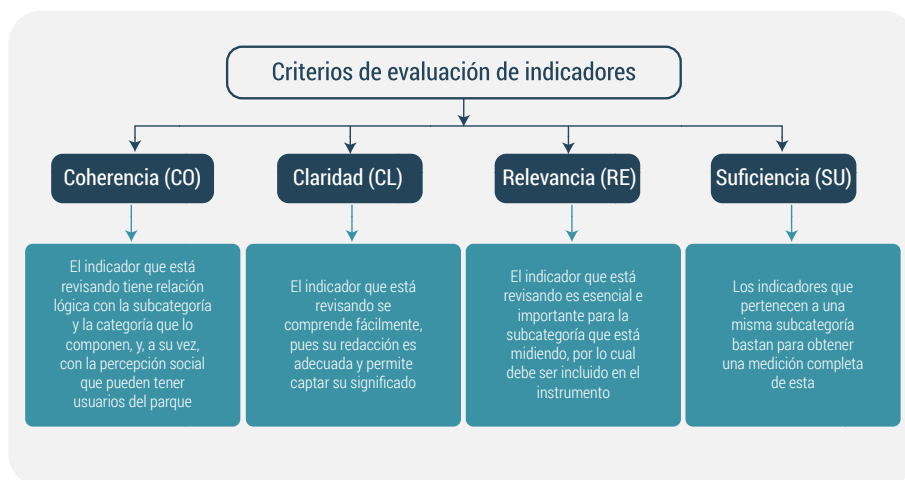 Criterios de evaluación de indicadores
Coherencia (CO)
Claridad (CL)
Relevancia (RE)
Suficiencia (SU)
El indicador que está
revisando tiene relación
lógica con la subcategoría
y la categoría que lo
componen, y, a su vez,
con la percepción social
que pueden tener
usuarios del parque
El indicador que está
revisando se
comprende fácilmente,
pues su redacción es
adecuada y permite
captar su significado
El indicador que está
revisando es esencial e
importante para la
subcategoría que está
midiendo, por lo cual
debe ser incluido en el
instrumento
Los indicadores que
pertenecen a una
misma subcategoría
bastan para obtener
una medición completa
de esta